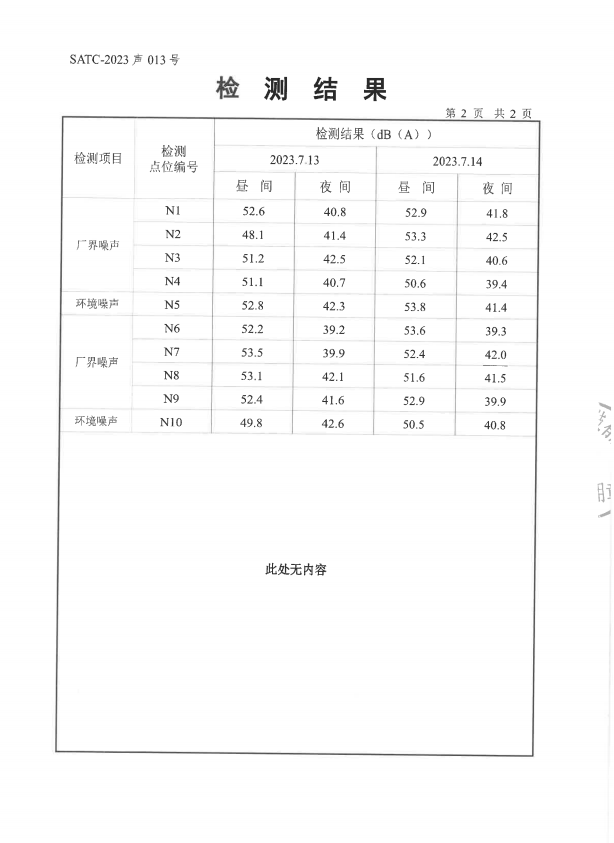 SATC-2023 声 013 号
检 测 结 果
第 2 页 共 2 页
检测项目 检测点位编号 检测结果（dB（A））
2023.7.13 2023.7.14
昼 间 夜 间 昼 间 夜 间
厂界噪声 N1 52.6 40.8 52.9 41.8
N2 48.1 41.4 53.3 42.5
N3 51.2 42.5 52.1 40.6
N4 51.1 40.7 50.6 39.4
环境噪声 N5 52.8 42.3 53.8 41.4
厂界噪声 N6 52.2 39.2 53.6 39.3
N7 53.5 39.9 52.4 42.0
N8 53.1 42.1 51.6 41.5
N9 52.4 41.6 52.9 39.9
环境噪声 N10 49.8 42.6 50.5 40.8
此处无内容